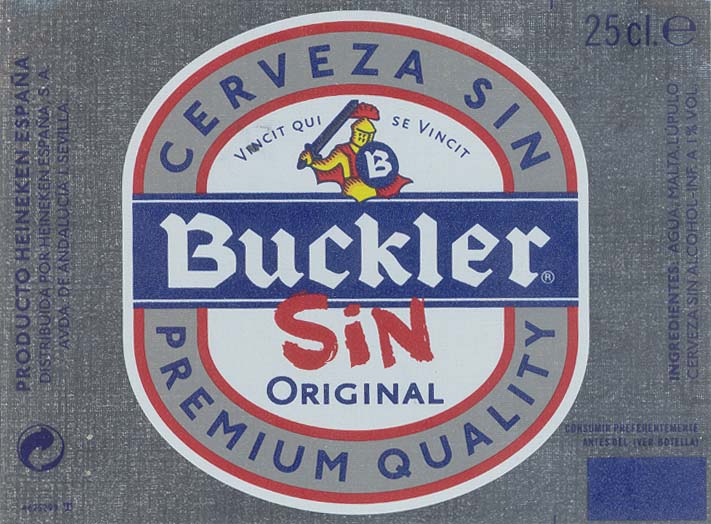 PRODUCTO HEINEKEN ESPAÑA
DISTRIBUIDA POR HEINEKEN ESPAÑA, S.A.
AVDA. DE ANDALUCIA, 1 SEVILLA
CERVEZA SIN
VINCIT QUI SE VINCIT
B
Buckler®
SiN
ORIGINAL
PREMIUM QUALITY
25 cl. ℮
INGREDIENTES: AGUA, MALTA, LÚPULO
CERVEZA SIN ALCOHOL-INF. A 1% VOL.
CONSUMIR PREFERENTEMENTE
ANTES DEL: (VER BOTELLA)